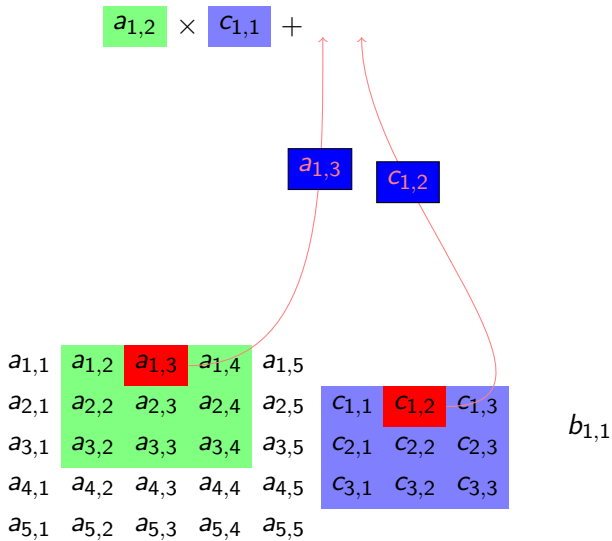 a1,2 × c1,1 +
a1,3
c1,2
a1,1 a1,2 a1,3 a1,4 a1,5
a2,1 a2,2 a2,3 a2,4 a2,5
a3,1 a3,2 a3,3 a3,4 a3,5
a4,1 a4,2 a4,3 a4,4 a4,5
a5,1 a5,2 a5,3 a5,4 a5,5
c1,1 c1,2 c1,3
c2,1 c2,2 c2,3
c3,1 c3,2 c3,3
b1,1